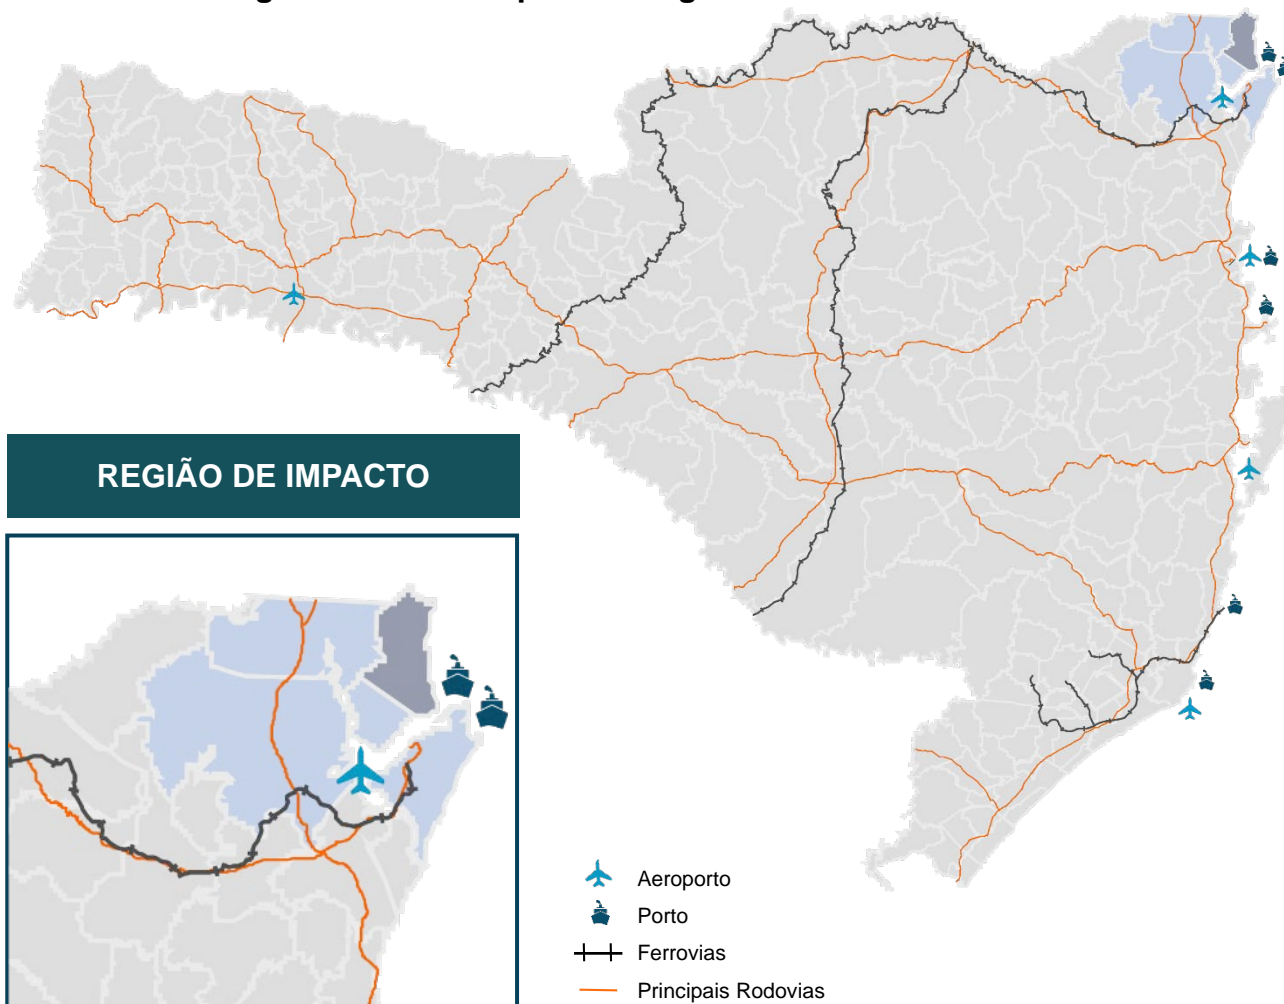 REGIÃO DE IMPACTO
Aeroporto
Porto
Ferrovias
Principais Rodovias